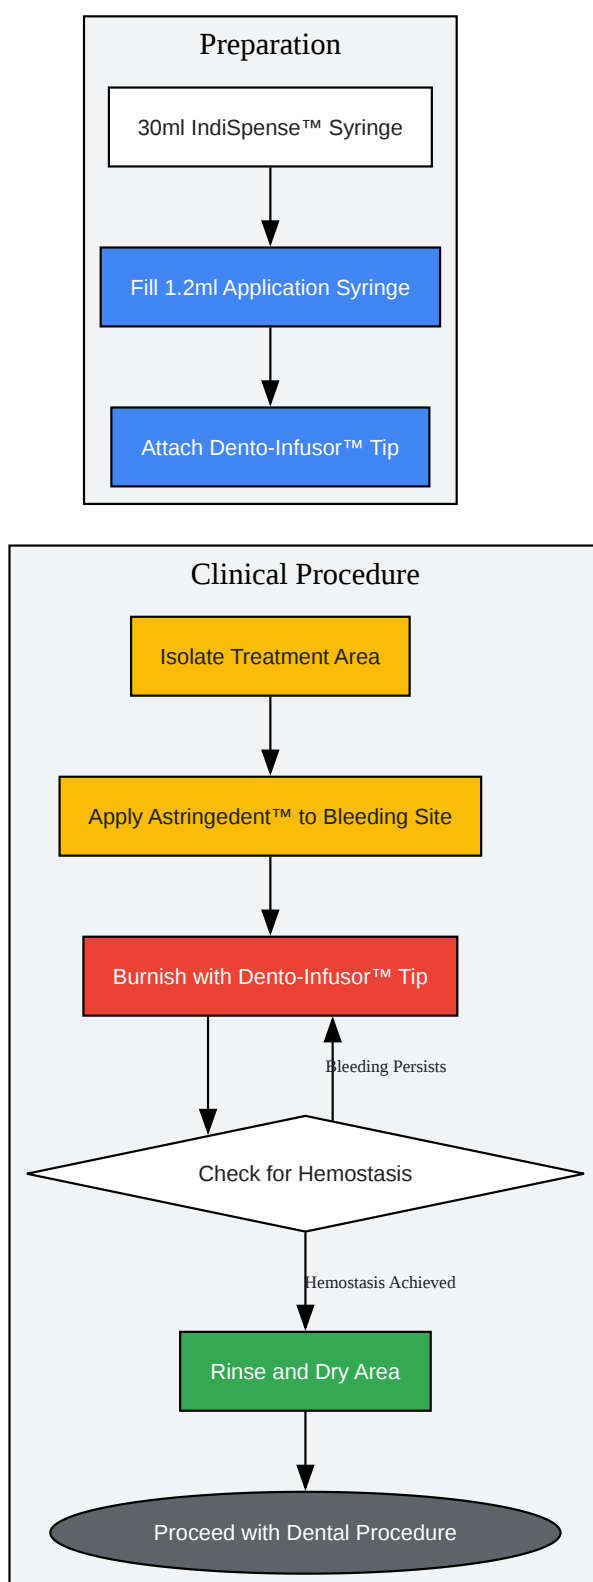 Preparation
30ml IndiSpense™ Syringe
Fill 1.2ml Application Syringe
Attach Dento-Infusor™ Tip
Clinical Procedure
Isolate Treatment Area
Apply Astringedent™ to Bleeding Site
Burnish with Dento-Infusor™ Tip
Bleeding Persists
Check for Hemostasis
Hemostasis Achieved
Rinse and Dry Area
Proceed with Dental Procedure